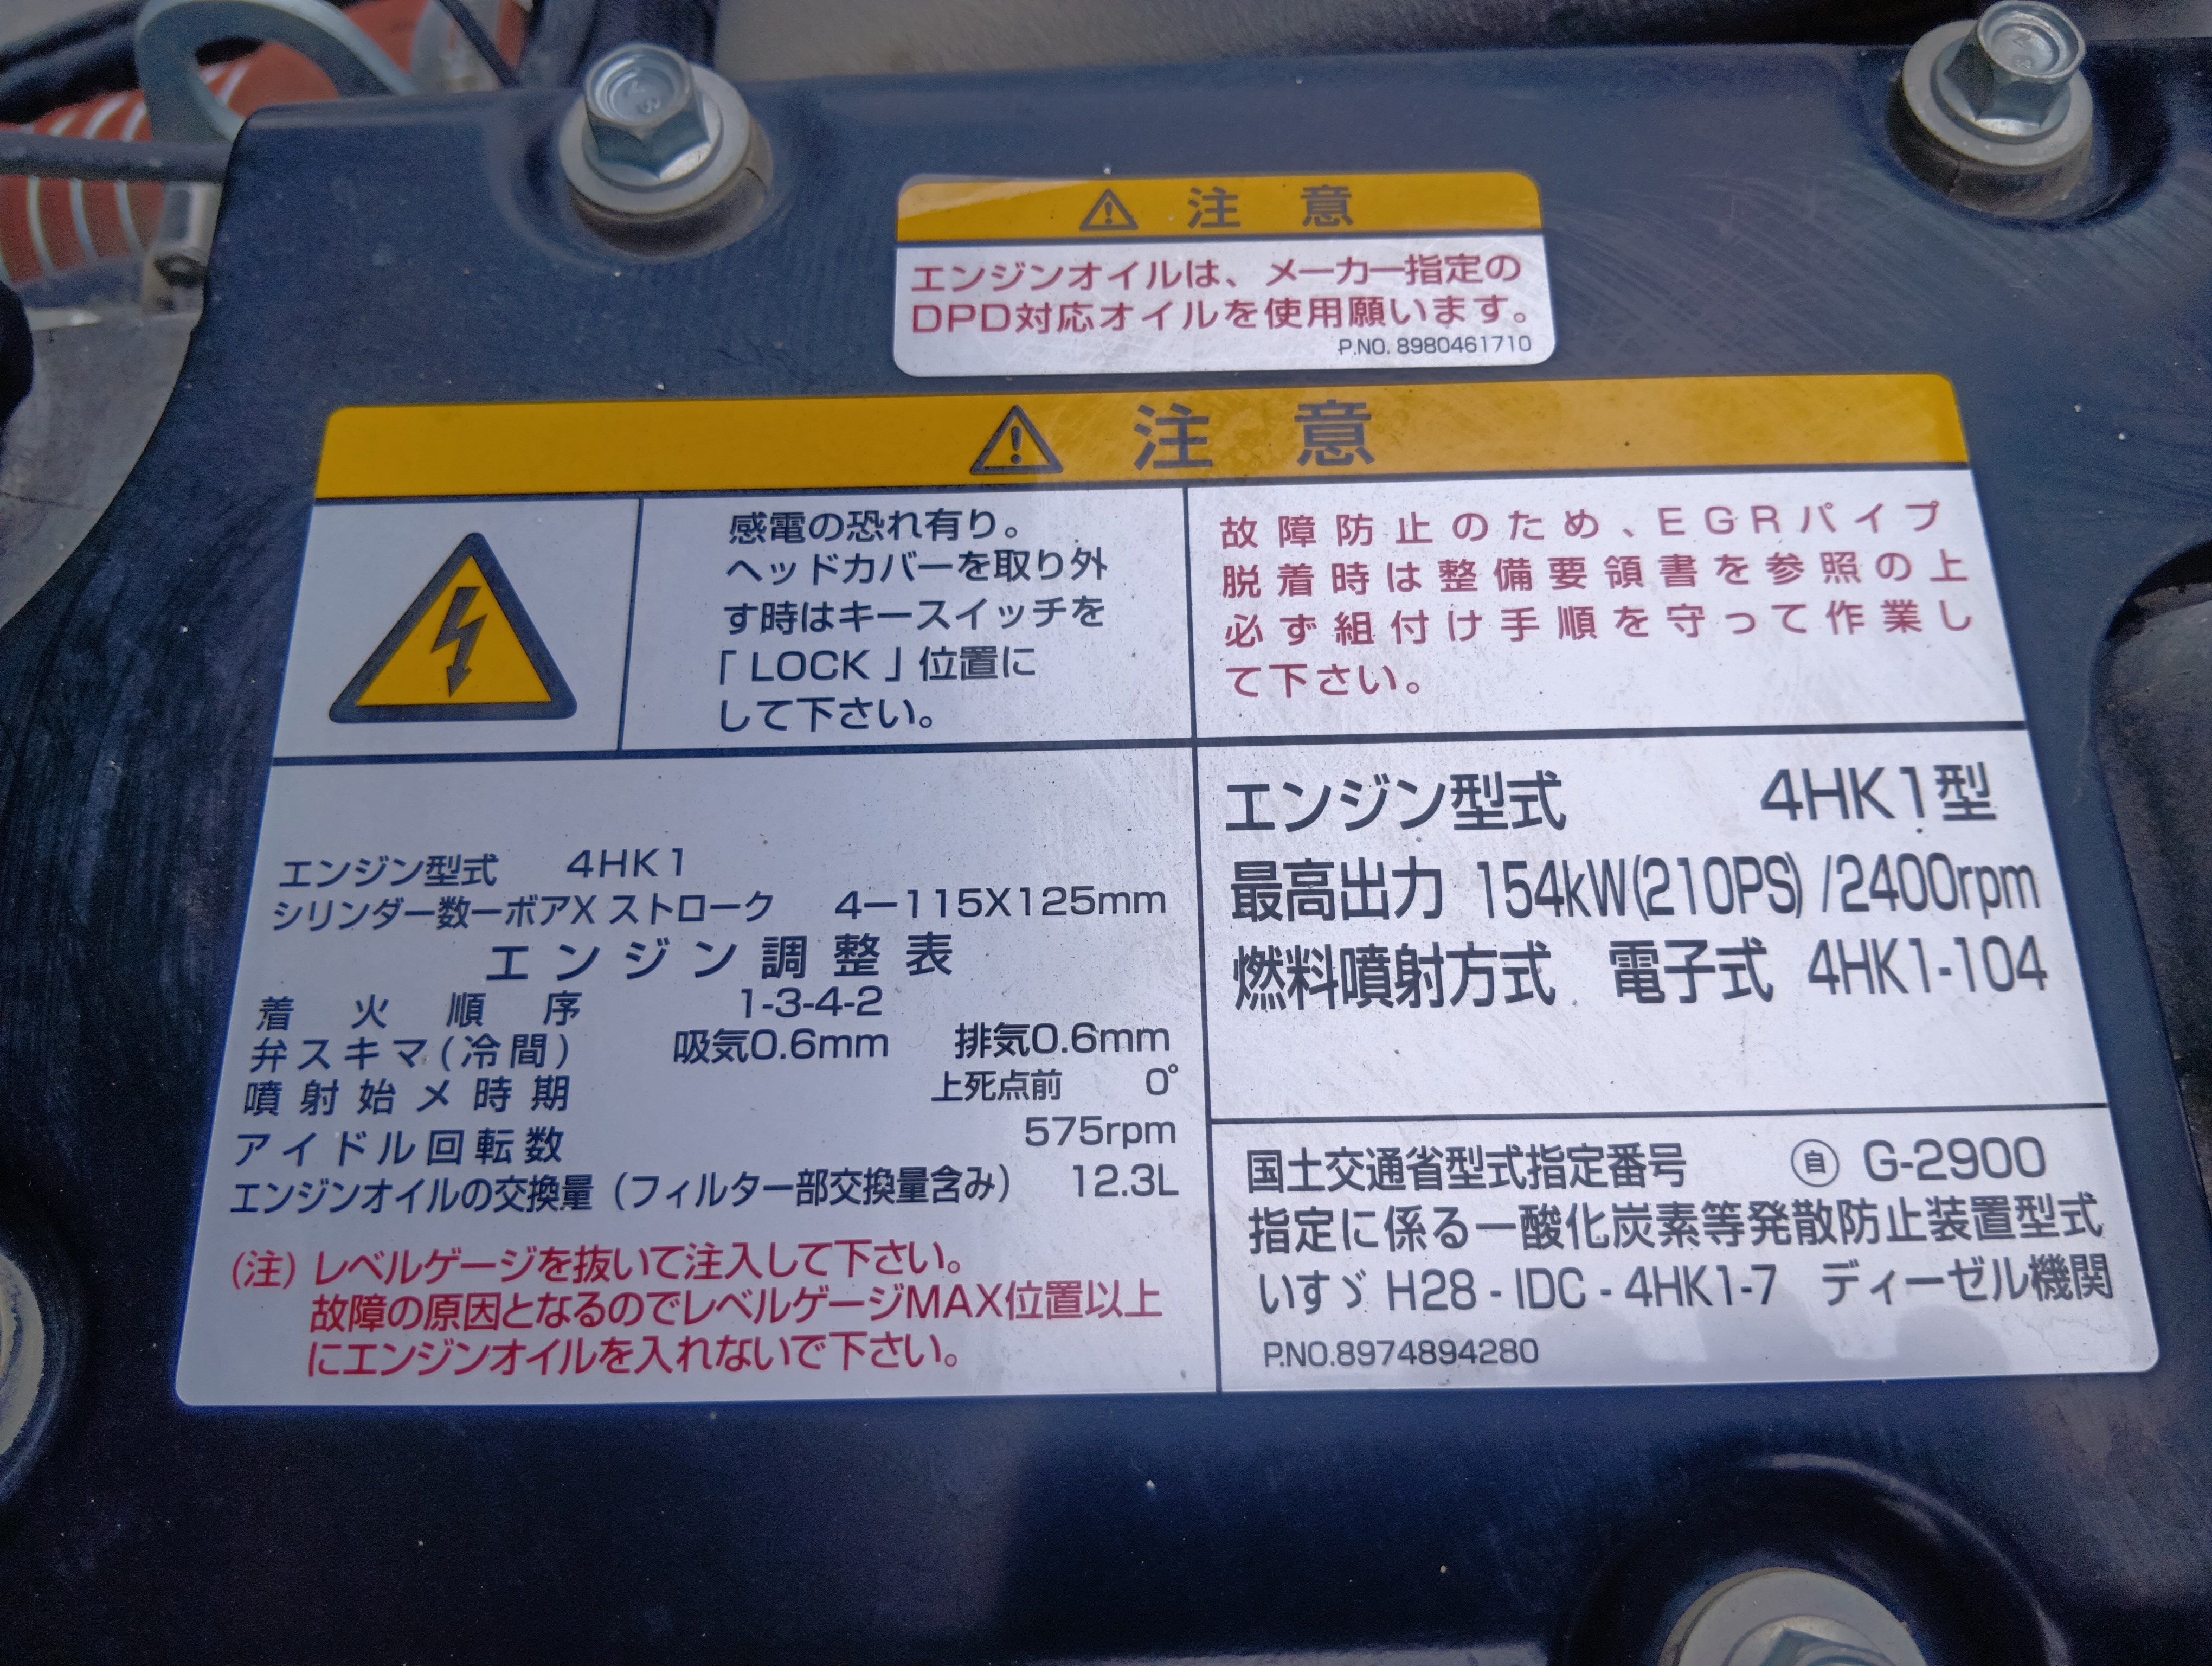 注意
エンジンオイルは、メーカー指定の
DPD対応オイルを使用願います。
P.NO. 8980461710
注意
感電の恐れ有り。
ヘッドカバーを取り外
す時はキースイッチを
「LOCK」位置に
して下さい。
故障防止のため、EGRパイプ
脱着時は整備要領書を参照の上
必ず組付け手順を守って作業し
て下さい。
エンジン型式 4HK1
シリンダー数ーボアX ストローク 4ー115X125mm
エンジン調整表
着火順序 1-3-4-2
弁スキマ(冷間) 吸気0.6mm 排気0.6mm
噴射始メ時期 上死点前 0°
アイドル回転数 575rpm
エンジンオイルの交換量(フィルター部交換量含み) 12.3L
(注)レベルゲージを抜いて注入して下さい。
故障の原因となるのでレベルゲージMAX位置以上
にエンジンオイルを入れないで下さい。
エンジン型式 4HK1型
最高出力 154kW(210PS) /2400rpm
燃料噴射方式 電子式 4HK1-104
国土交通省型式指定番号 ㊀自 G-2900
指定に係る一酸化炭素等発散防止装置型式
いすゞ H28 - IDC - 4HK1-7 ディーゼル機関
P.NO.8974894280